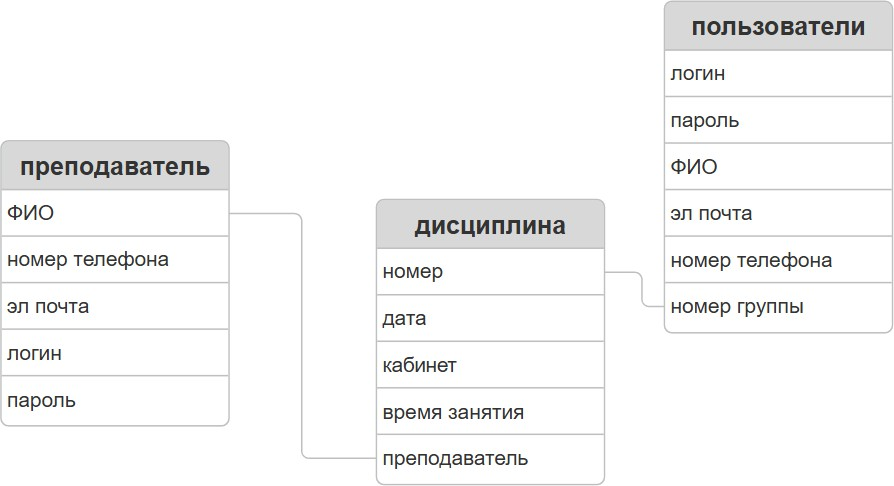 преподаватель
ФИО
номер телефона
эл почта
логин
пароль
дисциплина
номер
дата
кабинет
время занятия
преподаватель
пользователи
логин
пароль
ФИО
эл почта
номер телефона
номер группы